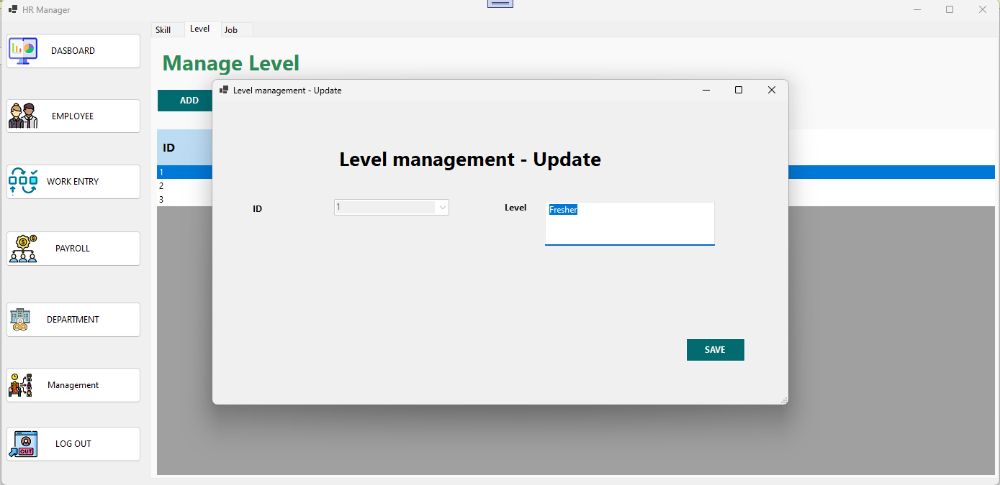 HR Manager
DASBOARD
EMPLOYEE
WORK ENTRY
PAYROLL
DEPARTMENT
Management
LOG OUT
OUT
Skill Level Job
Manage Level
ADD
ID
1
2
3
Level management - Update
Level management - Update
ID 1 Level Fresher
SAVE